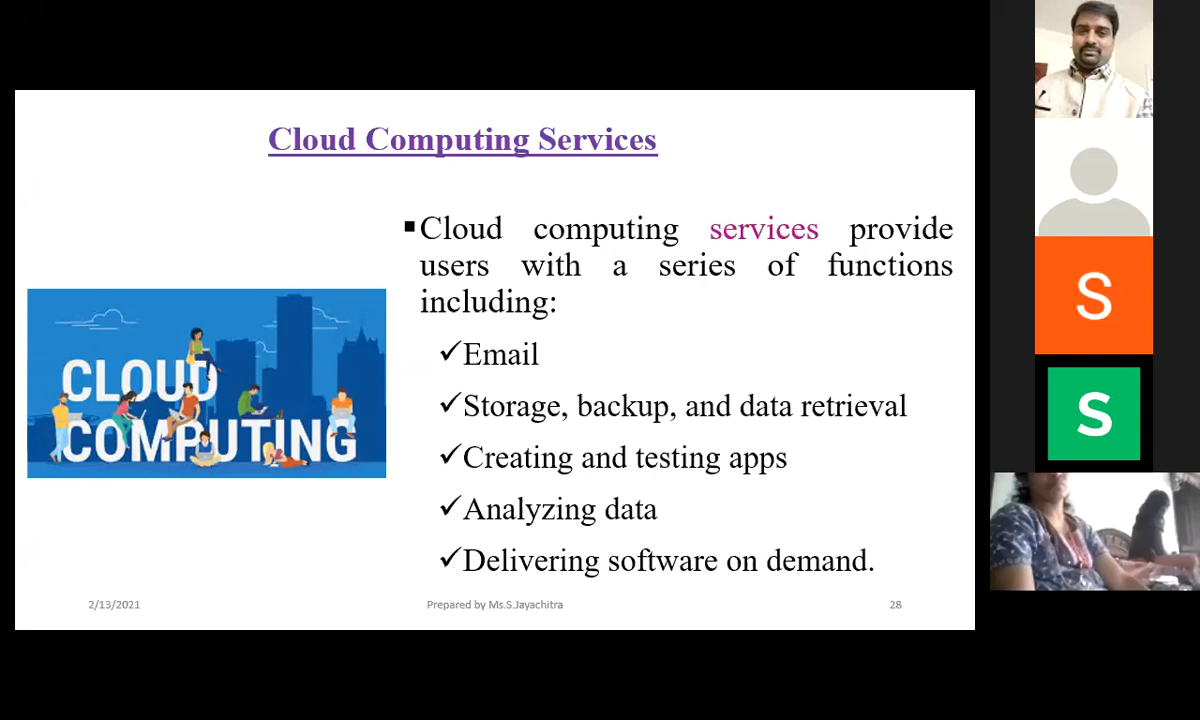 Cloud Computing Services
▪Cloud computing services provide
users with a series of functions
including:
✓Email
✓Storage, backup, and data retrieval
✓Creating and testing apps
✓Analyzing data
✓Delivering software on demand.
CLOUD
COMPUTING
2/13/2021
Prepared by Ms.S.Jayachitra
28
S
S